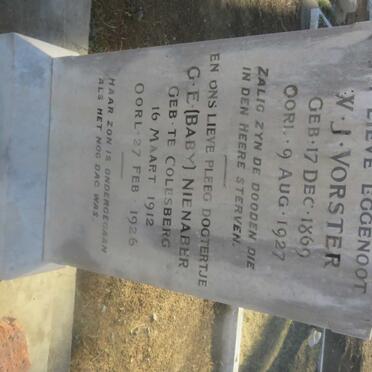 LIEVE EGGENOOT
W. J. VORSTER
GEB. 17 DEC. 1869
OORL. 9 AUG. 1927
ZALIG ZYN DE DOODEN DIE
IN DEN HEERE STERVEN.
EN ONS LIEVE PLEEG DOGTERTJE
G. E. (BABY) NIENABER
GEB. TE COLESBERG
16 MAART 1912
OORL. 27 FEB 1926
HAAR ZON IS ONDERGEGAAN
ALS HET NOG DAG WAS.